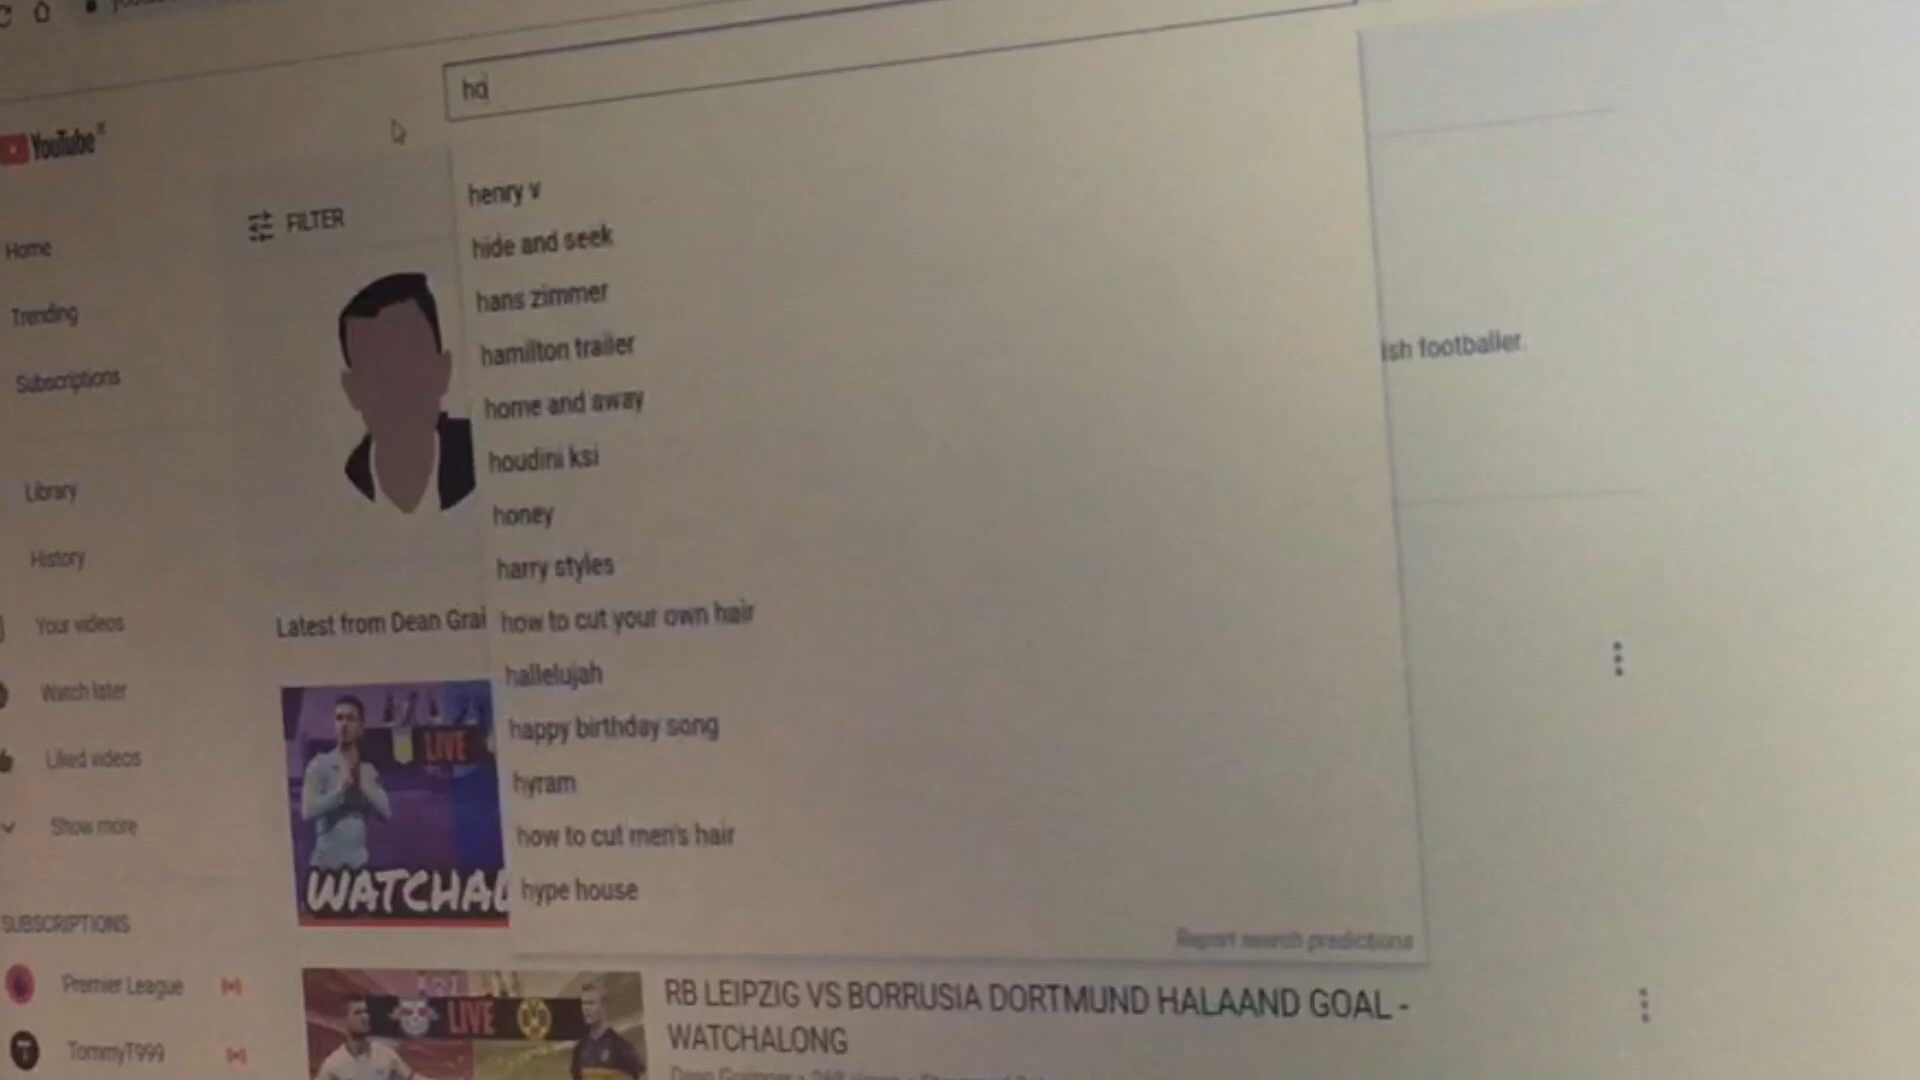 ho
YouTube
FILTER
henry v
hide and seek
hans zimmer
hamilton trailer
home and away
houdini ksi
honey
harry styles
how to cut your own hair
hallelujah
happy birthday song
hyram
how to cut men's hair
hype house
Report search predictions
Home
Trending
Subscriptions
Library
History
Your videos
Watch later
Liked videos
Show more
SUBSCRIPTIONS
Premier League
TommyT999
ish footballer.
Latest from Dean Grai
LIVE
WATCHAL
LIVE
RB LEIPZIG VS BORRUSIA DORTMUND HALAAND GOAL -
WATCHALONG